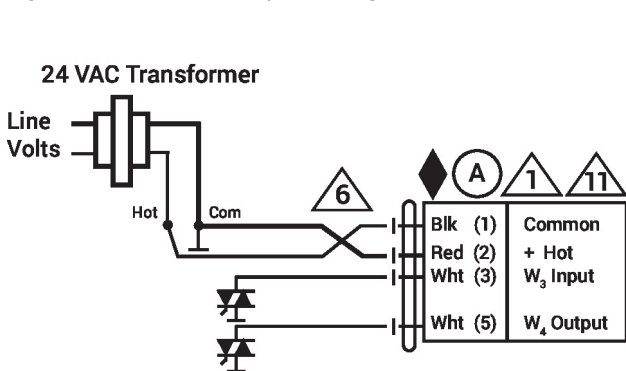 24 VAC Transformer
Line
Volts
Hot
Com
6
A
1
11
Blk (1) Common
Red (2) + Hot
Wht (3) W₃ Input
Wht (5) W₄ Output